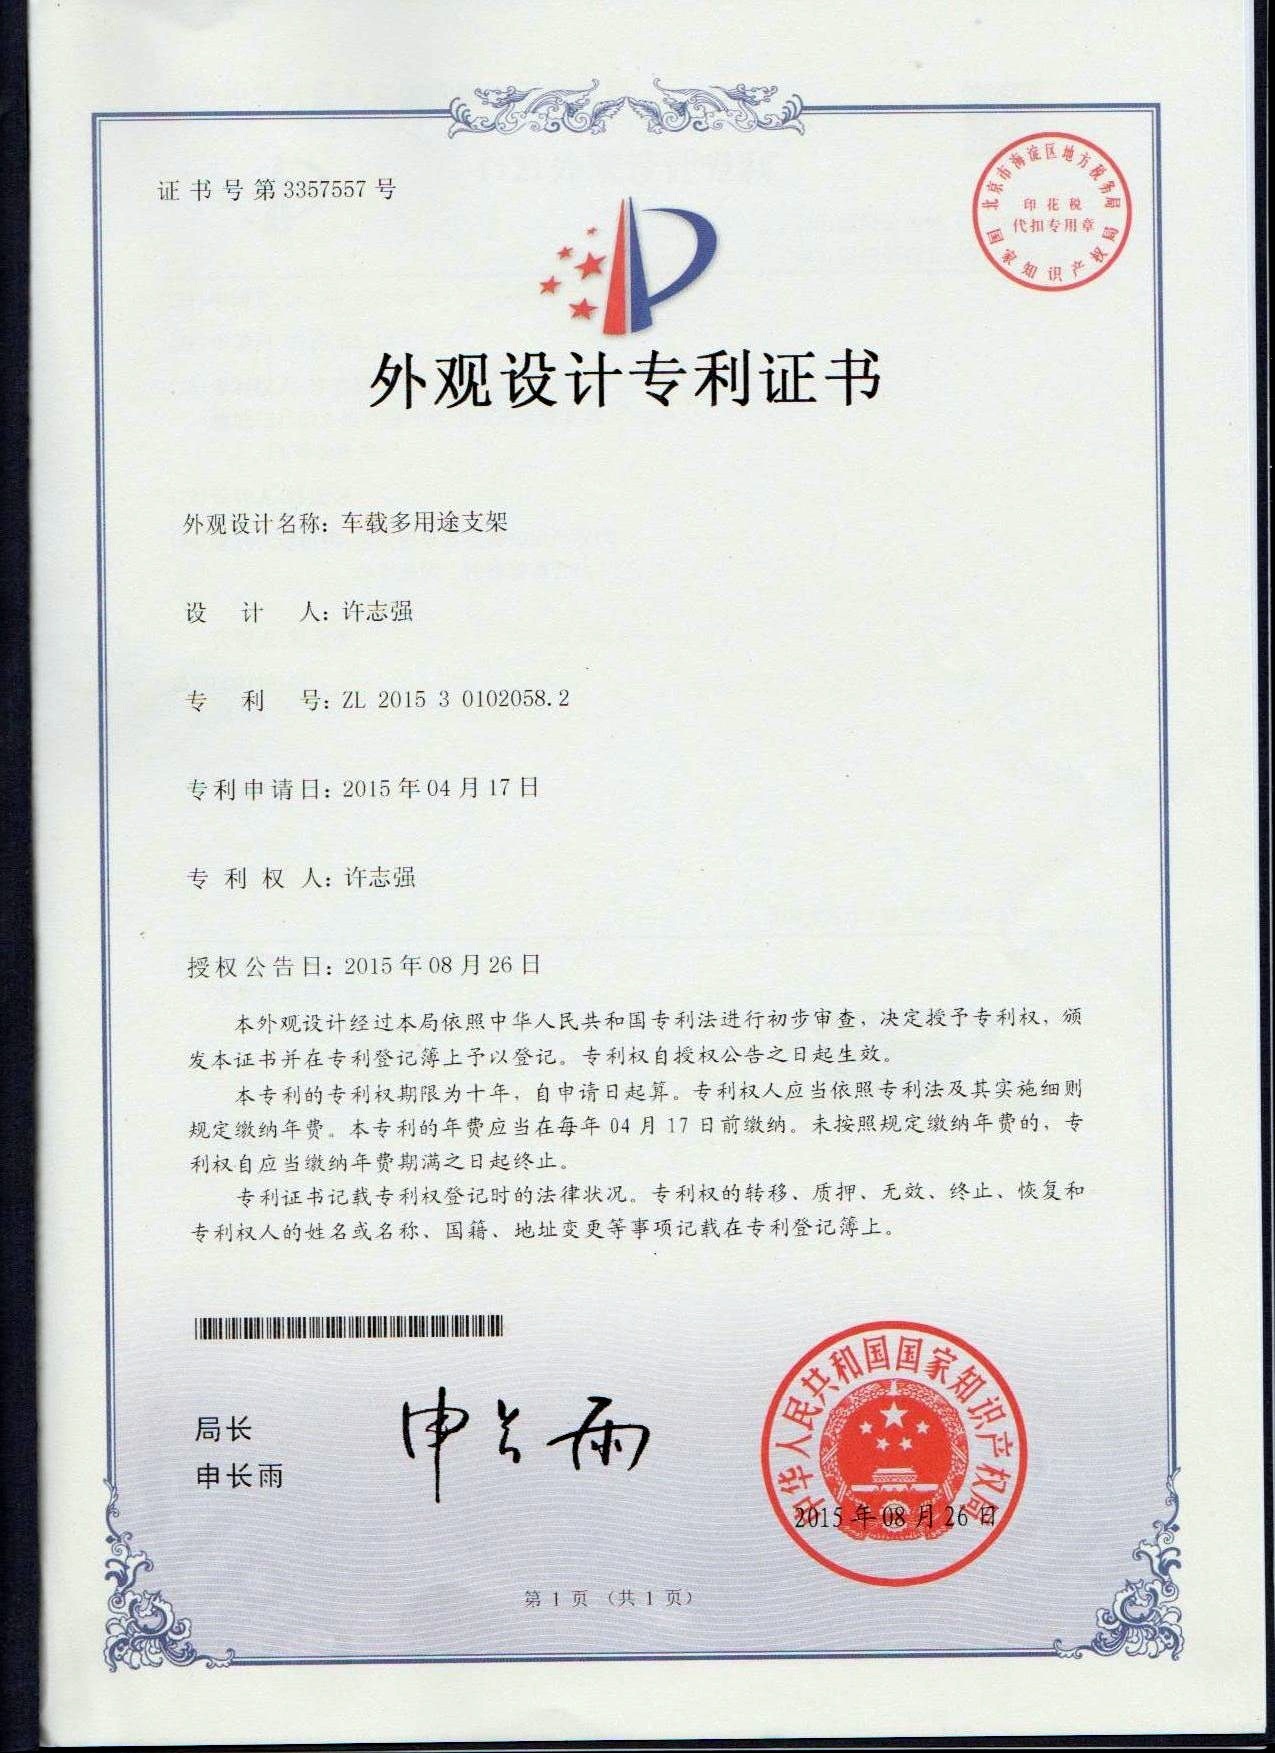 证书号第3357557号
北京市海淀区地方税务局
印花税
代扣专用章
国家知识产权局
外观设计专利证书
外观设计名称：车载多用途支架
设计人：许志强
专利号：ZL 2015 3 0102058.2
专利申请日：2015年04月17日
专利权人：许志强
授权公告日：2015年08月26日
本外观设计经过本局依照中华人民共和国专利法进行初步审查，决定授予专利权，颁
发本证书并在专利登记簿上予以登记。专利权自授权公告之日起生效。
本专利的专利权期限为十年，自申请日起算。专利权人应当依照专利法及其实施细则
规定缴纳年费。本专利的年费应当在每年04月17日前缴纳。未按照规定缴纳年费的，专
利权自应当缴纳年费期满之日起终止。
专利证书记载专利权登记时的法律状况。专利权的转移、质押、无效、终止、恢复和
专利权人的姓名或名称、国籍、地址变更等事项记载在专利登记簿上。
局长
申长雨
申长雨
中华人民共和国国家知识产权局
2015年08月26日
第1页（共1页）